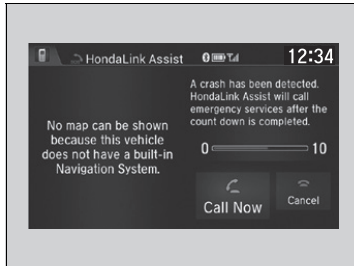 HondaLink Assist
12:34
No map can be shown
because this vehicle
does not have a built-in
Navigation System.
A crash has been detected.
HondaLink Assist will call
emergency services after the
count down is completed.
0 10
Call Now
Cancel